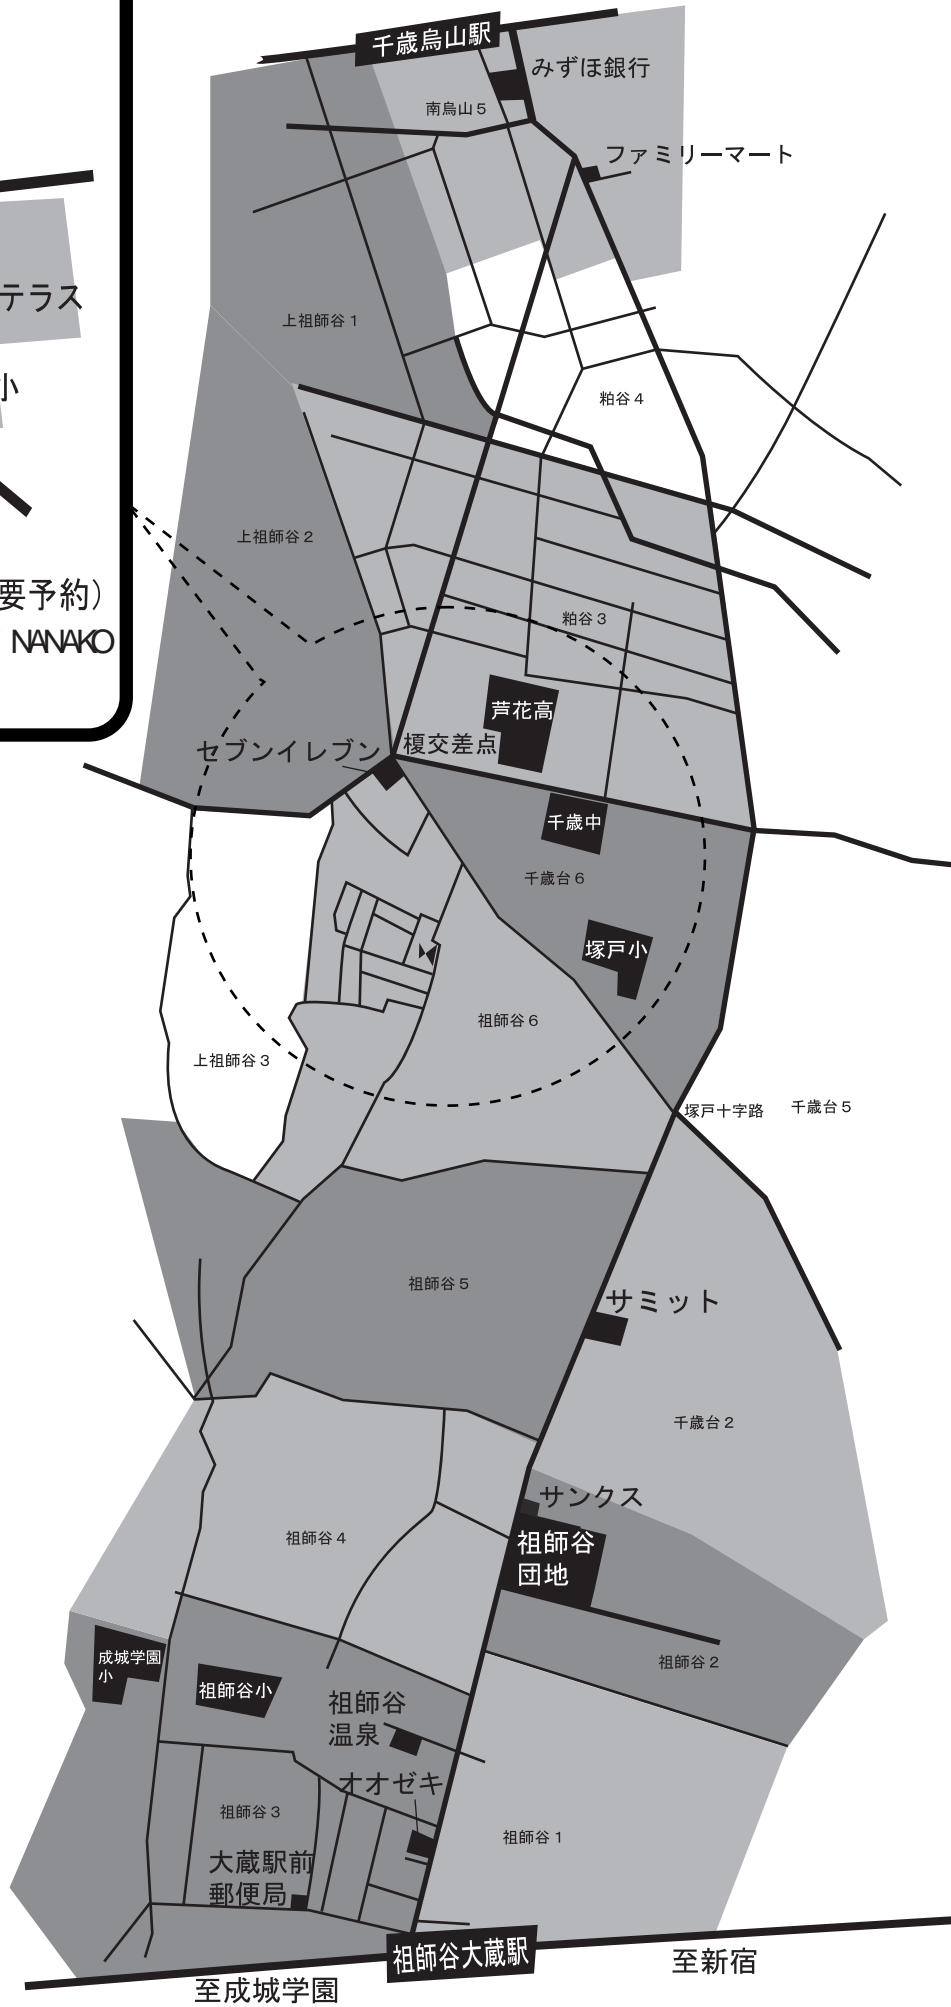 千歳烏山駅
みずほ銀行
南烏山5
ファミリーマート
テラス
上祖師谷1
小
粕谷4
上祖師谷2
要予約）
粕谷3
NANAKO
芦花高
榎交差点
セブンイレブン
千歳中
千歳台6
塚戸小
祖師谷6
上祖師谷3
塚戸十字路
千歳台5
祖師谷5
サミット
千歳台2
サンクス
祖師谷4
祖師谷
団地
成城学園
小
祖師谷2
祖師谷小
祖師谷
温泉
オオゼキ
祖師谷3
祖師谷1
大蔵駅前
郵便局
祖師谷大蔵駅
至新宿
至成城学園